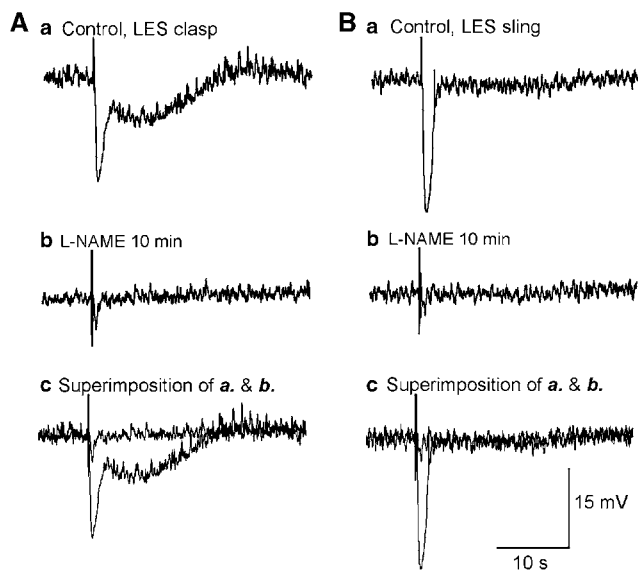 A
a Control, LES clasp
b L-NAME 10 min
c Superimposition of a. & b.
B
a Control, LES sling
b L-NAME 10 min
c Superimposition of a. & b.
15 mV
10 s